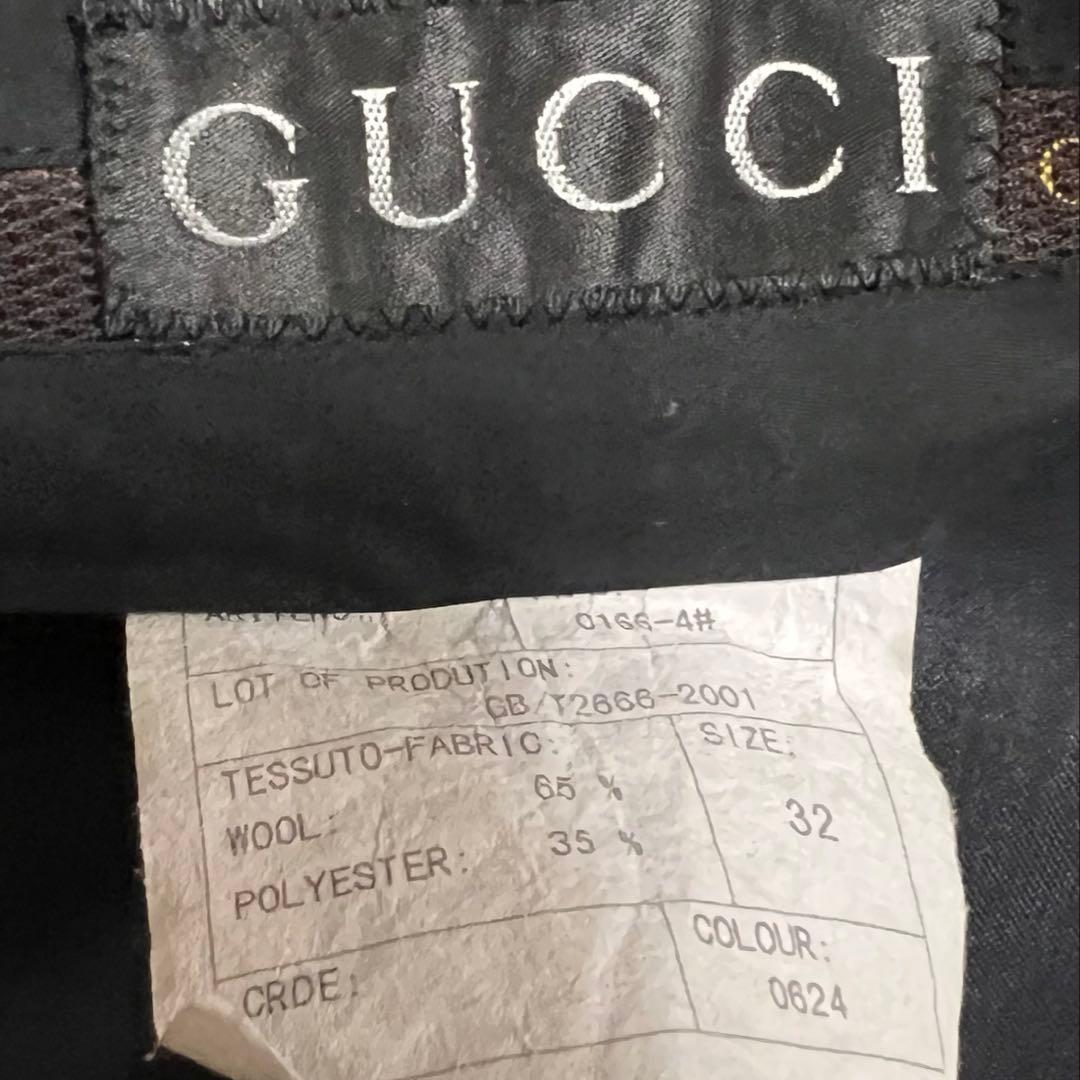 GUCCI
0166-4#
LOT OF PRODUTION:
GB/T2666-2001
TESSUTO-FABRIC:
SIZE:
65 %
WOOL:
32
35 %
POLYESTER:
COLOUR:
CRDE:
0624